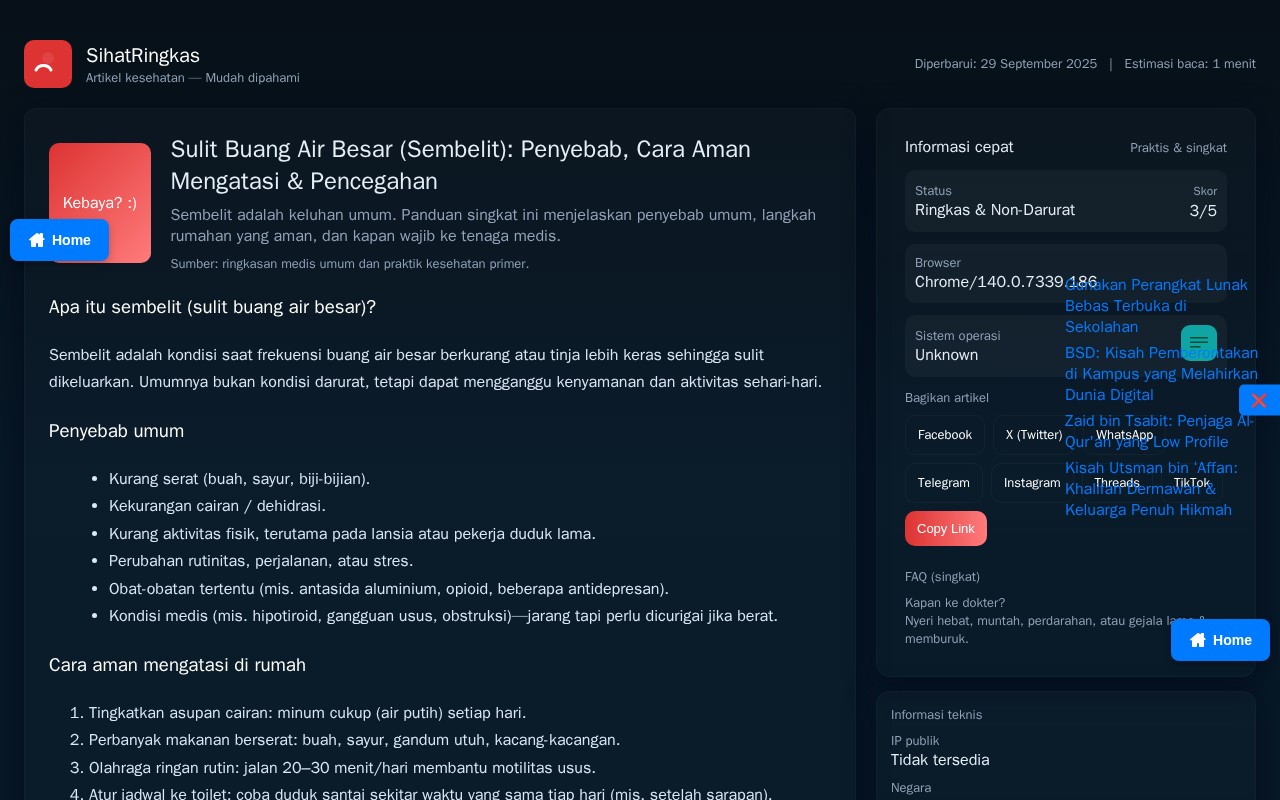 SihatRingkas
Artikel kesehatan — Mudah dipahami
Diperbarui: 29 September 2025 | Estimasi baca: 1 menit
Kebaya? :)
Home
Sulit Buang Air Besar (Sembelit): Penyebab, Cara Aman
Mengatasi & Pencegahan
Sembelit adalah keluhan umum. Panduan singkat ini menjelaskan penyebab umum, langkah
rumahan yang aman, dan kapan wajib ke tenaga medis.
Sumber: ringkasan medis umum dan praktik kesehatan primer.
Apa itu sembelit (sulit buang air besar)?
Sembelit adalah kondisi saat frekuensi buang air besar berkurang atau tinja lebih keras sehingga sulit
dikeluarkan. Umumnya bukan kondisi darurat, tetapi dapat mengganggu kenyamanan dan aktivitas sehari-hari.
Penyebab umum
• Kurang serat (buah, sayur, biji-bijian).
• Kekurangan cairan / dehidrasi.
• Kurang aktivitas fisik, terutama pada lansia atau pekerja duduk lama.
• Perubahan rutinitas, perjalanan, atau stres.
• Obat-obatan tertentu (mis. antasida aluminium, opioid, beberapa antidepresan).
• Kondisi medis (mis. hipotiroid, gangguan usus, obstruksi)—jarang tapi perlu dicurigai jika berat.
Cara aman mengatasi di rumah
1. Tingkatkan asupan cairan: minum cukup (air putih) setiap hari.
2. Perbanyak makanan berserat: buah, sayur, gandum utuh, kacang-kacangan.
3. Olahraga ringan rutin: jalan 20–30 menit/hari membantu motilitas usus.
4. Atur jadwal ke toilet: coba duduk santai sekitar waktu yang sama tiap hari (mis. setelah sarapan).
Informasi cepat
Praktis & singkat
Status
Ringkas & Non-Darurat
Skor
3/5
Browser
Chrome/140.0.7339.186
Sistem operasi
Unknown
Bagikan artikel
Facebook
X (Twitter)
WhatsApp
Telegram
Instagram
Threads
TikTok
Copy Link
Gunakan Perangkat Lunak
Bebas Terbuka di
Sekolahan
BSD: Kisah Pemberontakan
di Kampus yang Melahirkan
Dunia Digital
Zaid bin Tsabit: Penjaga Al-
Qur'an yang Low Profile
Kisah Utsman bin 'Affan:
Khalifah Dermawan &
Keluarga Penuh Hikmah
FAQ (singkat)
Kapan ke dokter?
Nyeri hebat, muntah, perdarahan, atau gejala
memburuk.
Home
Informasi teknis
IP publik
Tidak tersedia
Negara